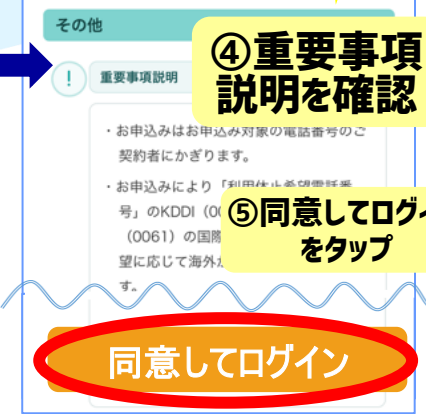 その他
④重要事項
説明を確認
!
重要事項説明
・お申込みはお申込み対象の電話番号のご
契約者にかぎります。
・お申込みにより「利用休止希望電話番
号」のKDDI（00
（0061）の国際
望に応じて海外
す。
⑤同意してログイ
をタップ
同意してログイン